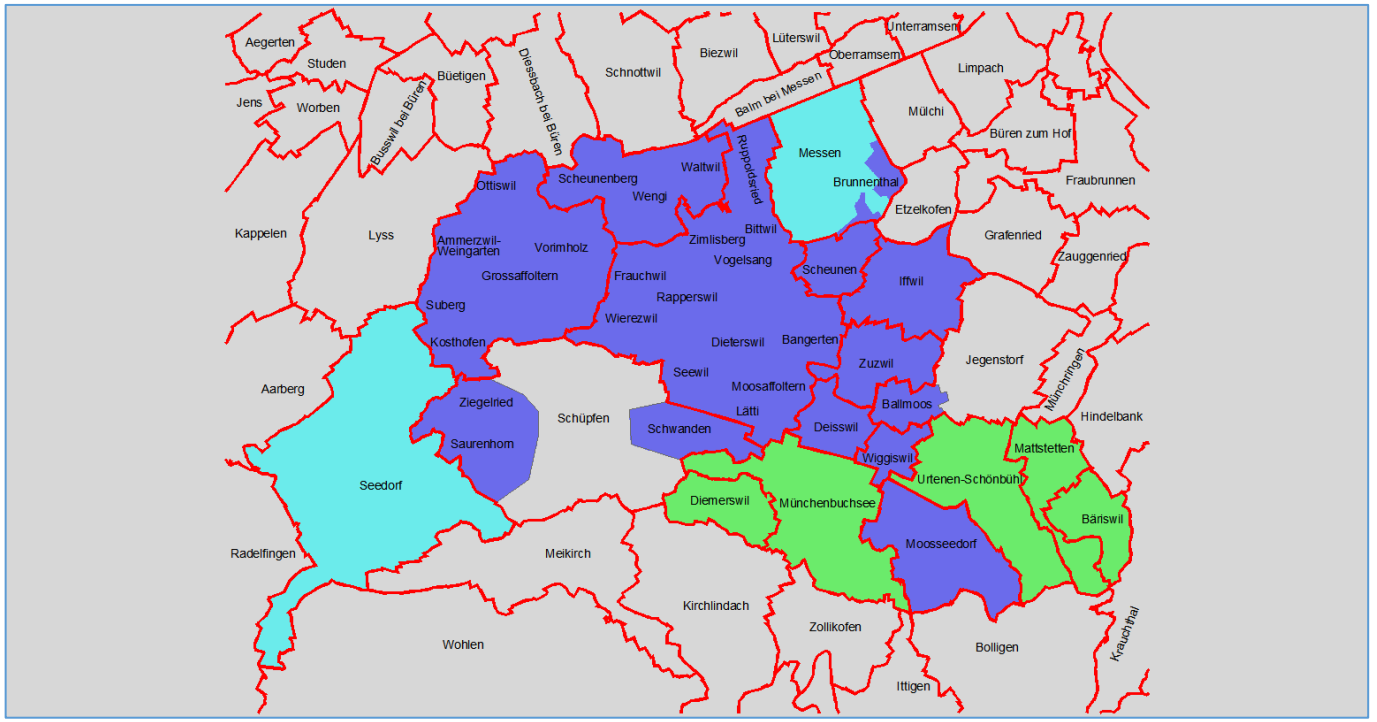 Aegerten
Studen
Büetigen
Diessbach bei Büren
Schnottwil
Biezwil
Lüterswil
Unterramsern
Oberramsern
Limpach
Jens
Worben
Busswil bei Büren
Balm bei Messen
Mülchi
Büren zum Hof
Messen
Ruppoldsried
Waltwil
Scheunenberg
Ottiswil
Wengi
Brunnenthal
Fraubrunnen
Etzelkofen
Kappelen
Lyss
Ammerzwil-
Weingarten
Vorimholz
Zimlisberg
Bittwil
Grafenried
Zauggenried
Vogelsang
Grossaffoltern
Frauchwil
Scheunen
Iffwil
Suberg
Rapperswil
Wierezwil
Kosthofen
Dieterswil
Bangerten
Zuzwil
Jegenstorf
Münchringen
Aarberg
Seewil
Moosaffoltern
Ziegelried
Schüpfen
Lätti
Ballmoos
Hindelbank
Saurenhorn
Schwanden
Deisswil
Wiggiswil
Mattstetten
Seedorf
Urtenen-Schönbühl
Diemerswil
Münchenbuchsee
Bäriswil
Radelfingen
Meikirch
Moosseedorf
Kirchlindach
Zollikofen
Krauchthal
Wohlen
Bolligen
Ittigen